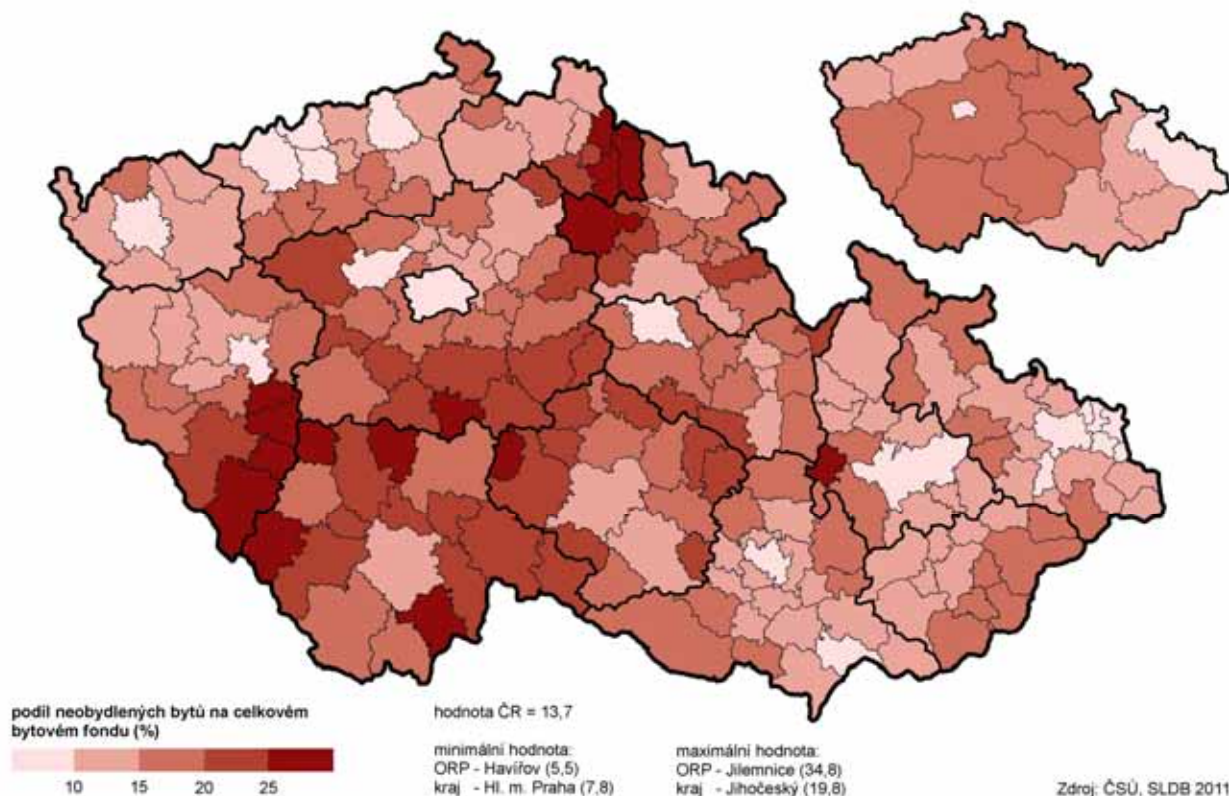 podíl neobydlených bytů na celkovém
bytovém fondu (%)
10 15 20 25
hodnota ČR = 13,7
minimální hodnota:
ORP - Havířov (5,5)
kraj - Hl. m. Praha (7,8)
maximální hodnota:
ORP - Jilemnice (34,8)
kraj - Jihočeský (19,8)
Zdroj: ČSÚ, SLDB 2011